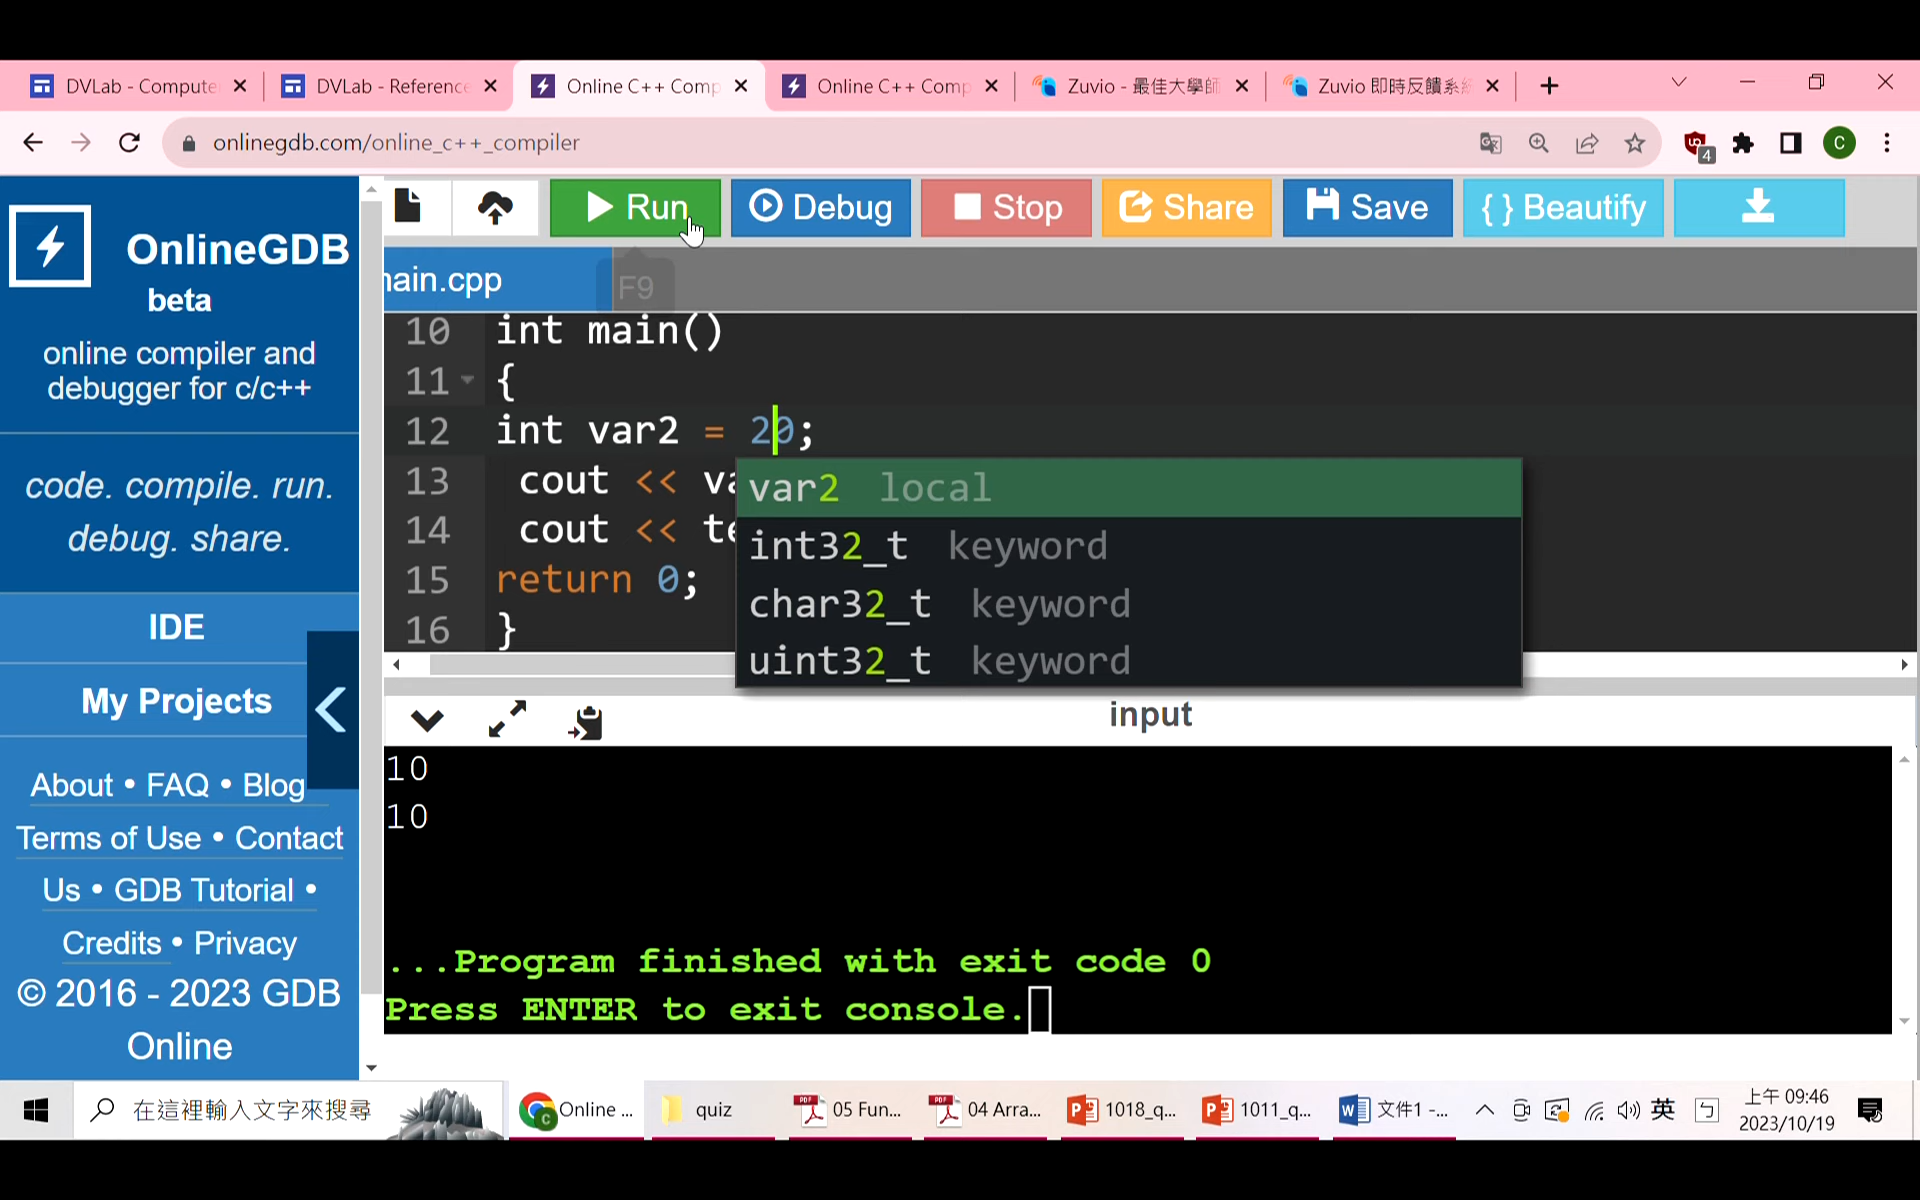 DVLab - Compute
DVLab - Reference
Online C++ Comp
Online C++ Comp
Zuvio - 最佳大學師
Zuvio 即時反饋系
onlinegdb.com/online_c++_compiler
4
C
OnlineGDB
beta
online compiler and
debugger for c/c++
code. compile. run.
debug. share.
IDE
My Projects
About • FAQ • Blog
Terms of Use • Contact
Us • GDB Tutorial •
Credits • Privacy
© 2016 - 2023 GDB
Online
Run
Debug
Stop
Share
Save
{ } Beautify
main.cpp
F9
10 int main()
11 {
12 int var2 = 20;
13 cout << va
14 cout << te
15 return 0;
16 }
var2 local
int32_t keyword
char32_t keyword
uint32_t keyword
input
10
10
...Program finished with exit code 0
Press ENTER to exit console.
在這裡輸入文字來搜尋
Online ...
quiz
05 Fun...
04 Arra...
1018_q...
1011_q...
文件1 -...
英
上午 09:46
2023/10/19